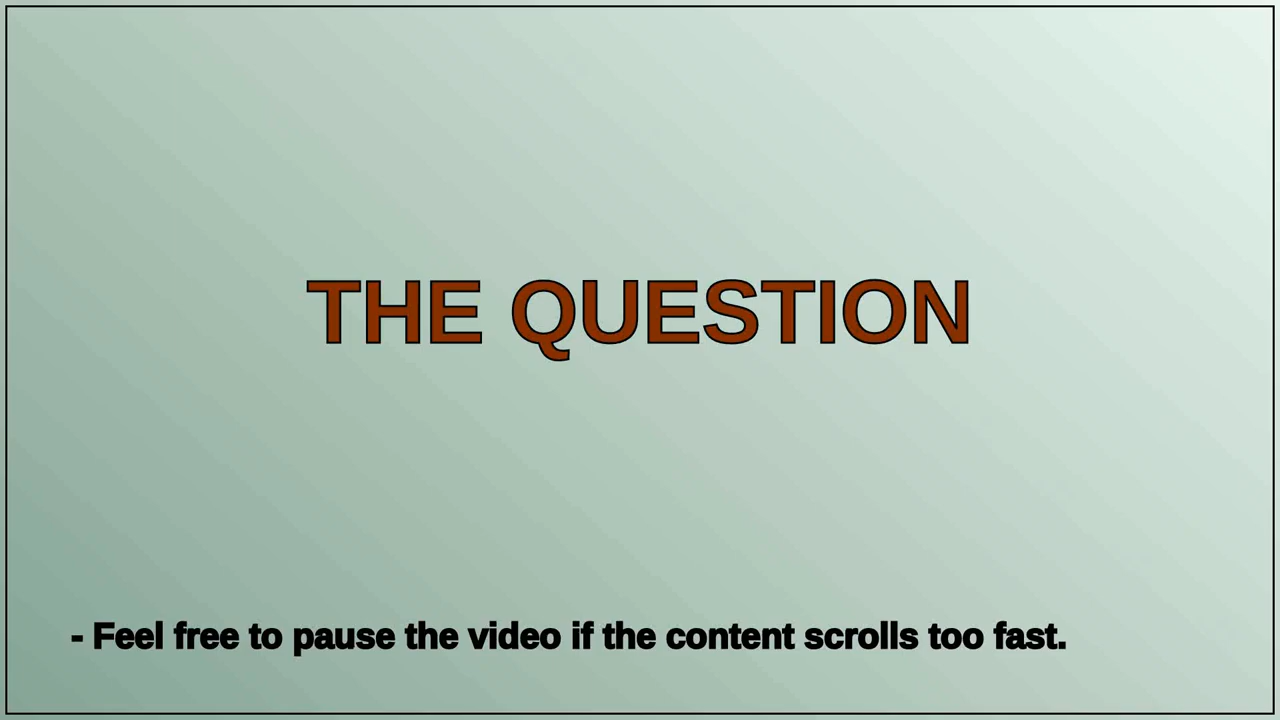 THE QUESTION
- Feel free to pause the video if the content scrolls too fast.